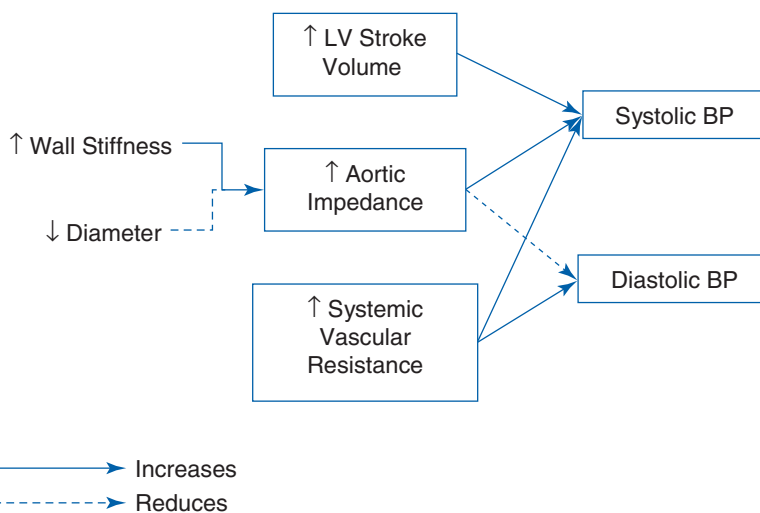 ↑ LV Stroke
Volume
Systolic BP
↑ Wall Stiffness
↑ Aortic
Impedance
↓ Diameter
Diastolic BP
↑ Systemic
Vascular
Resistance
Increases
Reduces